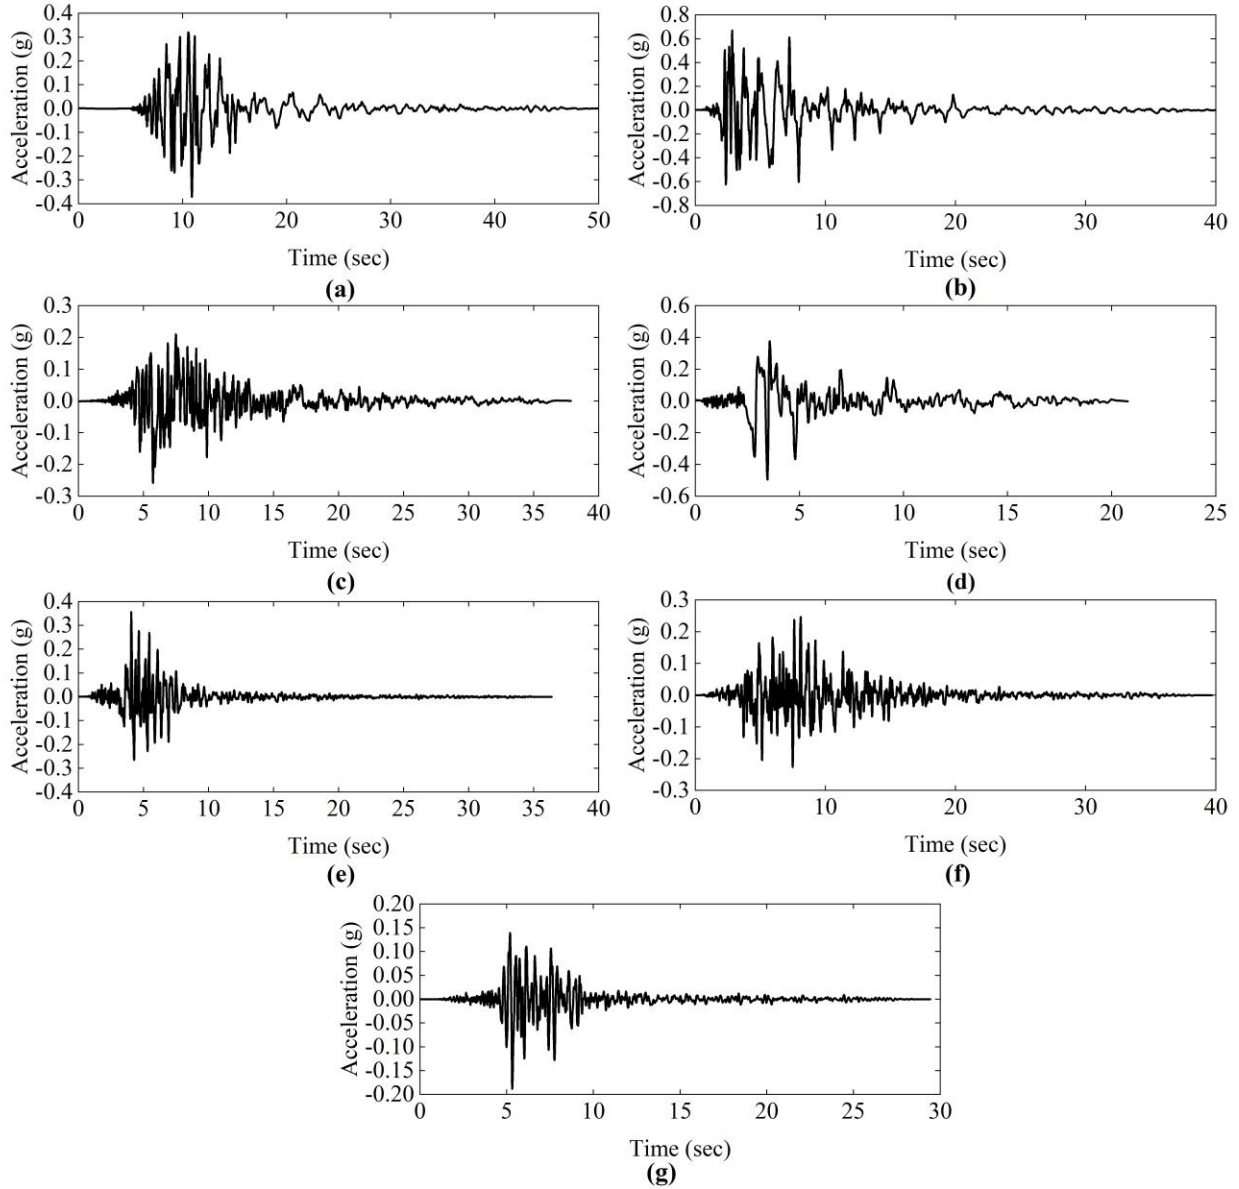 0.4
0.3
0.2
0.1
0.0
-0.1
-0.2
-0.3
-0.4
Acceleration (g)
0 10 20 30 40 50
Time (sec)
(a)
0.8
0.6
0.4
0.2
0.0
-0.2
-0.4
-0.6
-0.8
Acceleration (g)
0 10 20 30 40
Time (sec)
(b)
0.3
0.2
0.1
0.0
-0.1
-0.2
-0.3
Acceleration (g)
0 5 10 15 20 25 30 35 40
Time (sec)
(c)
0.6
0.4
0.2
0.0
-0.2
-0.4
-0.6
Acceleration (g)
0 5 10 15 20 25
Time (sec)
(d)
0.4
0.3
0.2
0.1
0.0
-0.1
-0.2
-0.3
-0.4
Acceleration (g)
0 5 10 15 20 25 30 35 40
Time (sec)
(e)
0.3
0.2
0.1
0.0
-0.1
-0.2
-0.3
Acceleration (g)
0 10 20 30 40
Time (sec)
(f)
0.20
0.15
0.10
0.05
0.00
-0.05
-0.10
-0.15
-0.20
Acceleration (g)
0 5 10 15 20 25 30
Time (sec)
(g)